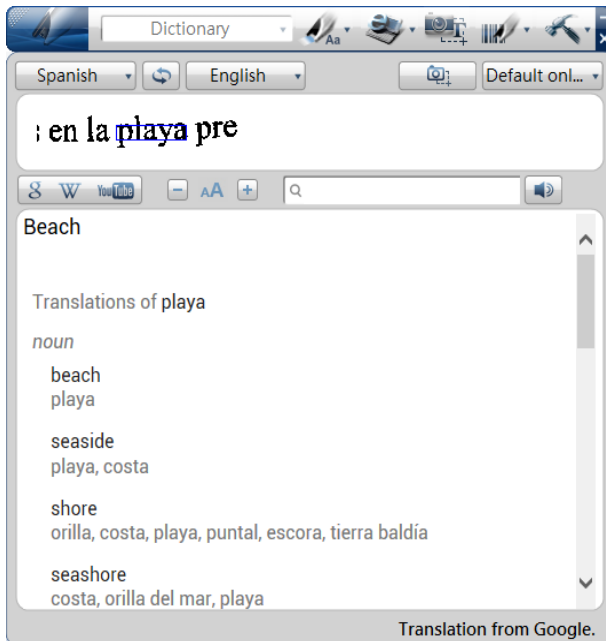 Dictionary
Aa
T
Spanish English Default onl...
en la playa pre
8 W YouTube − AA +
Beach
Translations of playa
noun
beach
playa
seaside
playa, costa
shore
orilla, costa, playa, puntal, escora, tierra baldía
seashore
costa, orilla del mar, playa
Translation from Google.